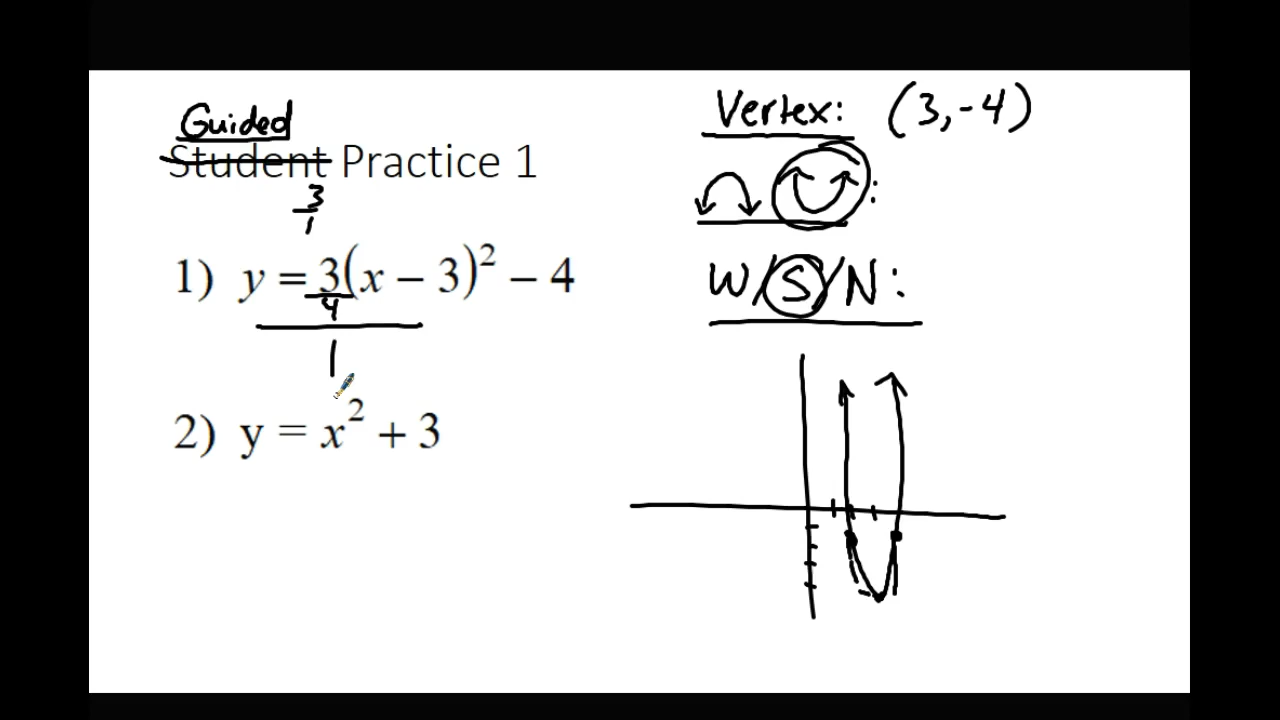 Guided
Student Practice 1
3
1
1) y = 3(x − 3)² − 4
4
1
2) y = x² + 3
Vertex: (3,-4)
:
W/S/N: